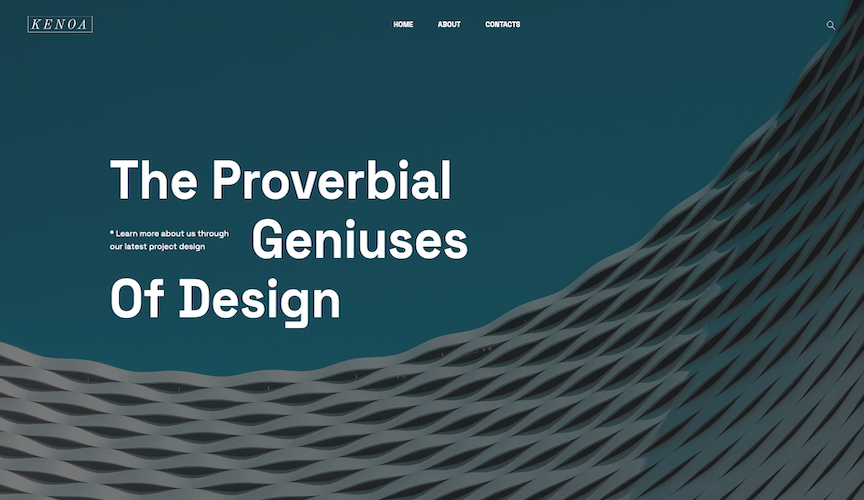 KENOA
HOME ABOUT CONTACTS
The Proverbial
* Learn more about us through
our latest project design
Geniuses
Of Design